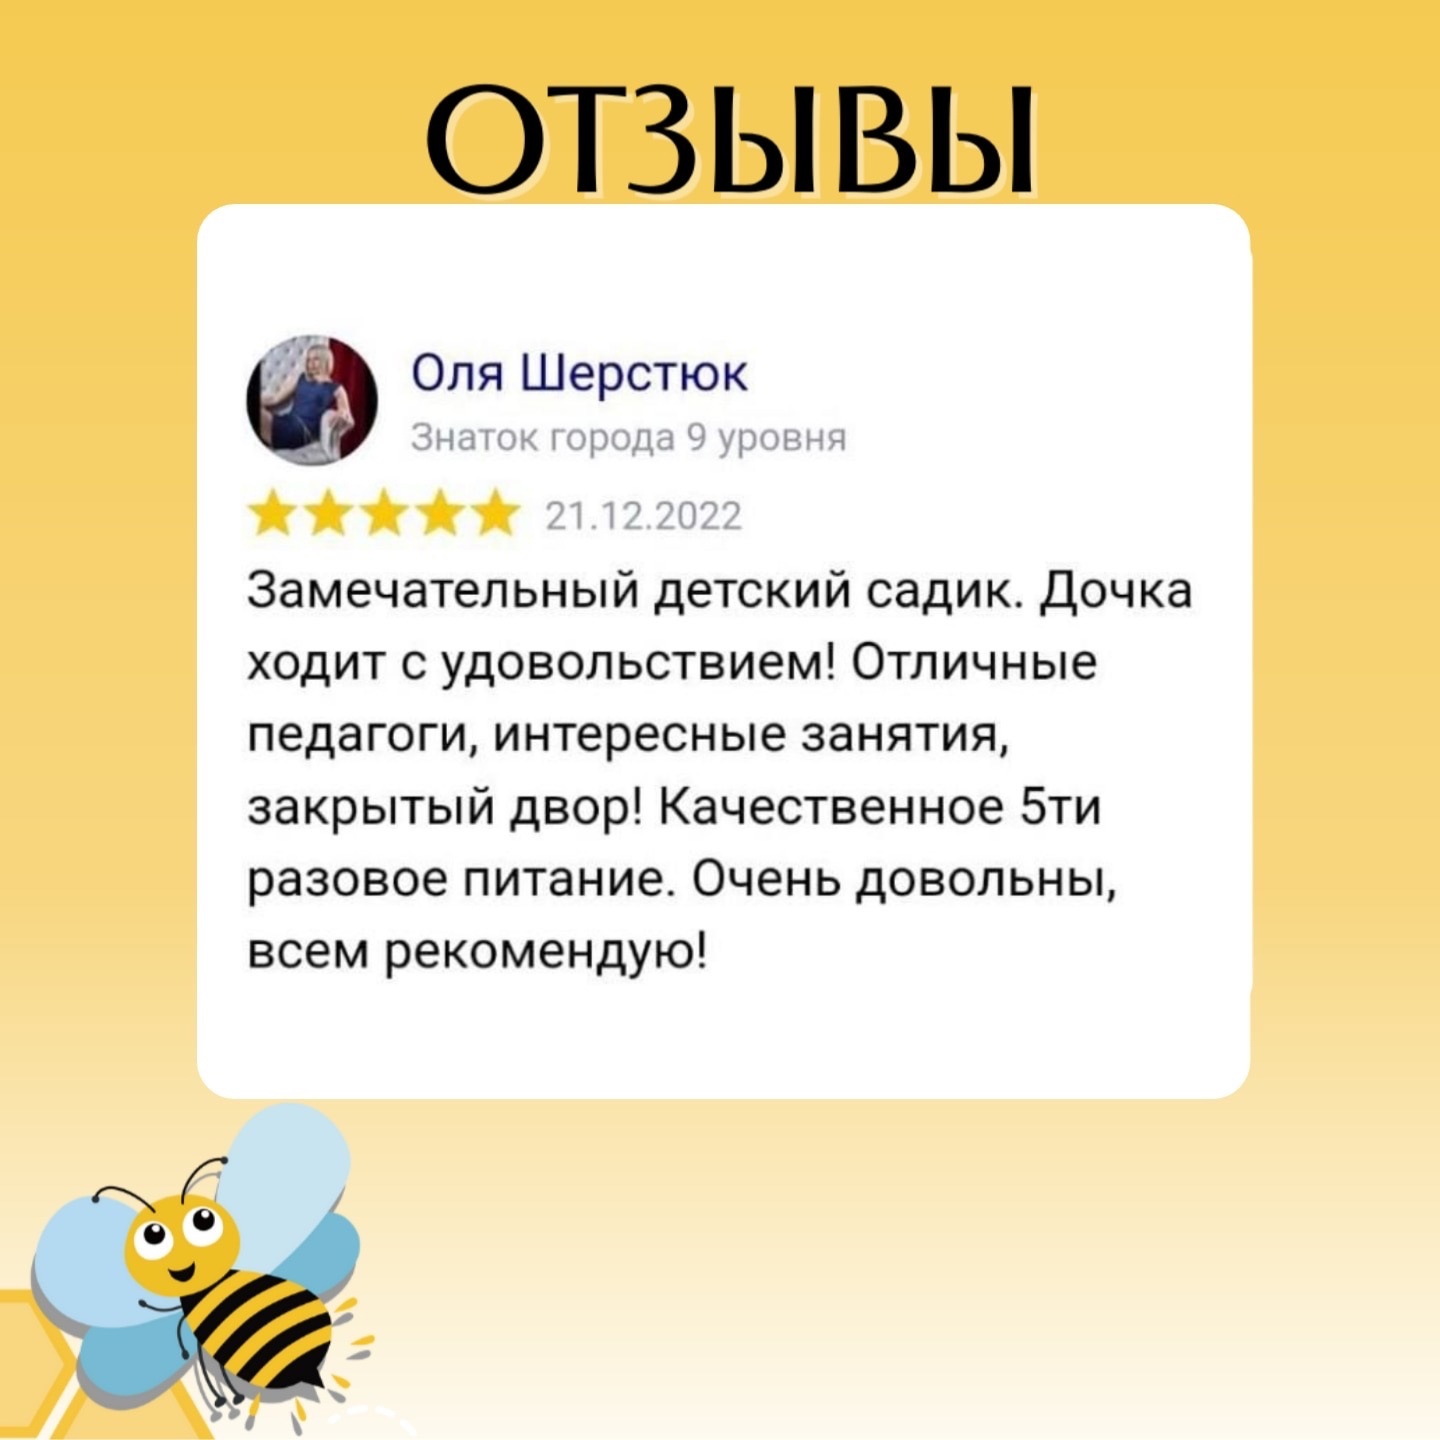 ОТЗЫВЫ
Оля Шерстюк
Знаток города 9 уровня
21.12.2022
Замечательный детский садик. Дочка
ходит с удовольствием! Отличные
педагоги, интересные занятия,
закрытый двор! Качественное 5ти
разовое питание. Очень довольны,
всем рекомендую!